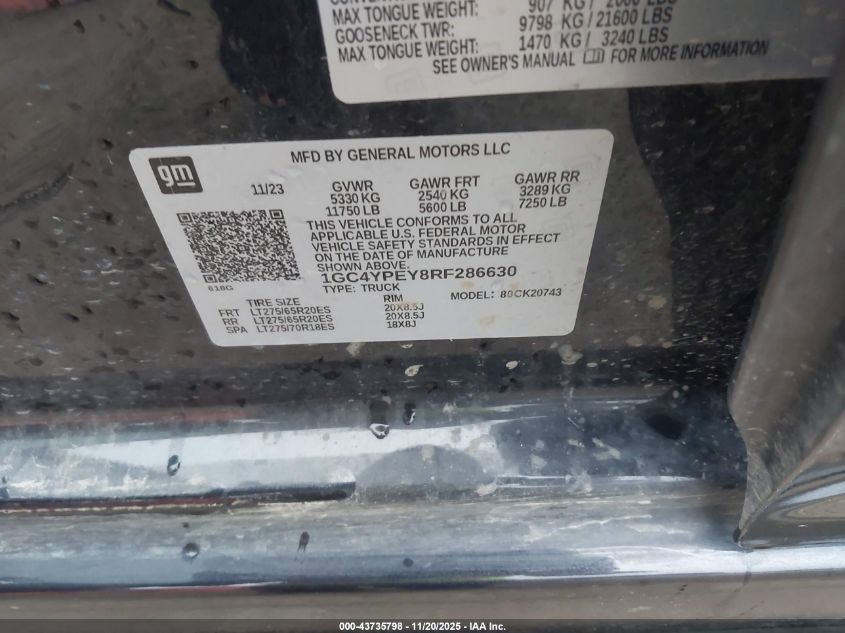 MAX TONGUE WEIGHT: 907 KG / 2000 LBS
GOOSENECK TWR: 9798 KG / 21600 LBS
MAX TONGUE WEIGHT: 1470 KG / 3240 LBS
SEE OWNER'S MANUAL FOR MORE INFORMATION
gm
MFD BY GENERAL MOTORS LLC
11/23 GVWR GAWR FRT GAWR RR
5330 KG 2540 KG 3289 KG
11750 LB 5600 LB 7250 LB
THIS VEHICLE CONFORMS TO ALL
APPLICABLE U.S. FEDERAL MOTOR
VEHICLE SAFETY STANDARDS IN EFFECT
ON THE DATE OF MANUFACTURE
SHOWN ABOVE.
1GC4YPEY8RF286630
618G
TYPE: TRUCK MODEL: 80CK20743
TIRE SIZE RIM
FRT LT275/65R20ES 20X8.5J
RR LT275/65R20ES 20X8.5J
SPA LT275/70R18ES 18X8J
000-43735798 - 11/20/2025 - IAA Inc.